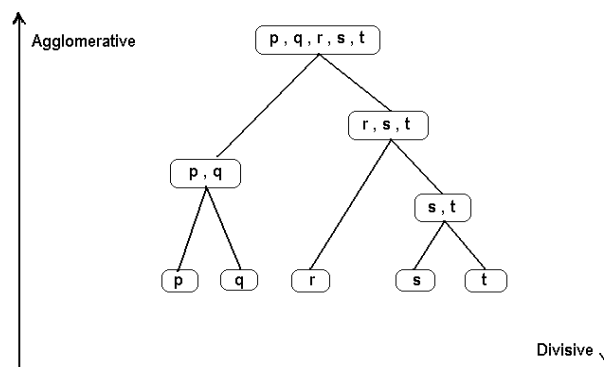 Agglomerative
p , q , r , s , t
r , s , t
p , q
s , t
p
q
r
s
t
Divisive